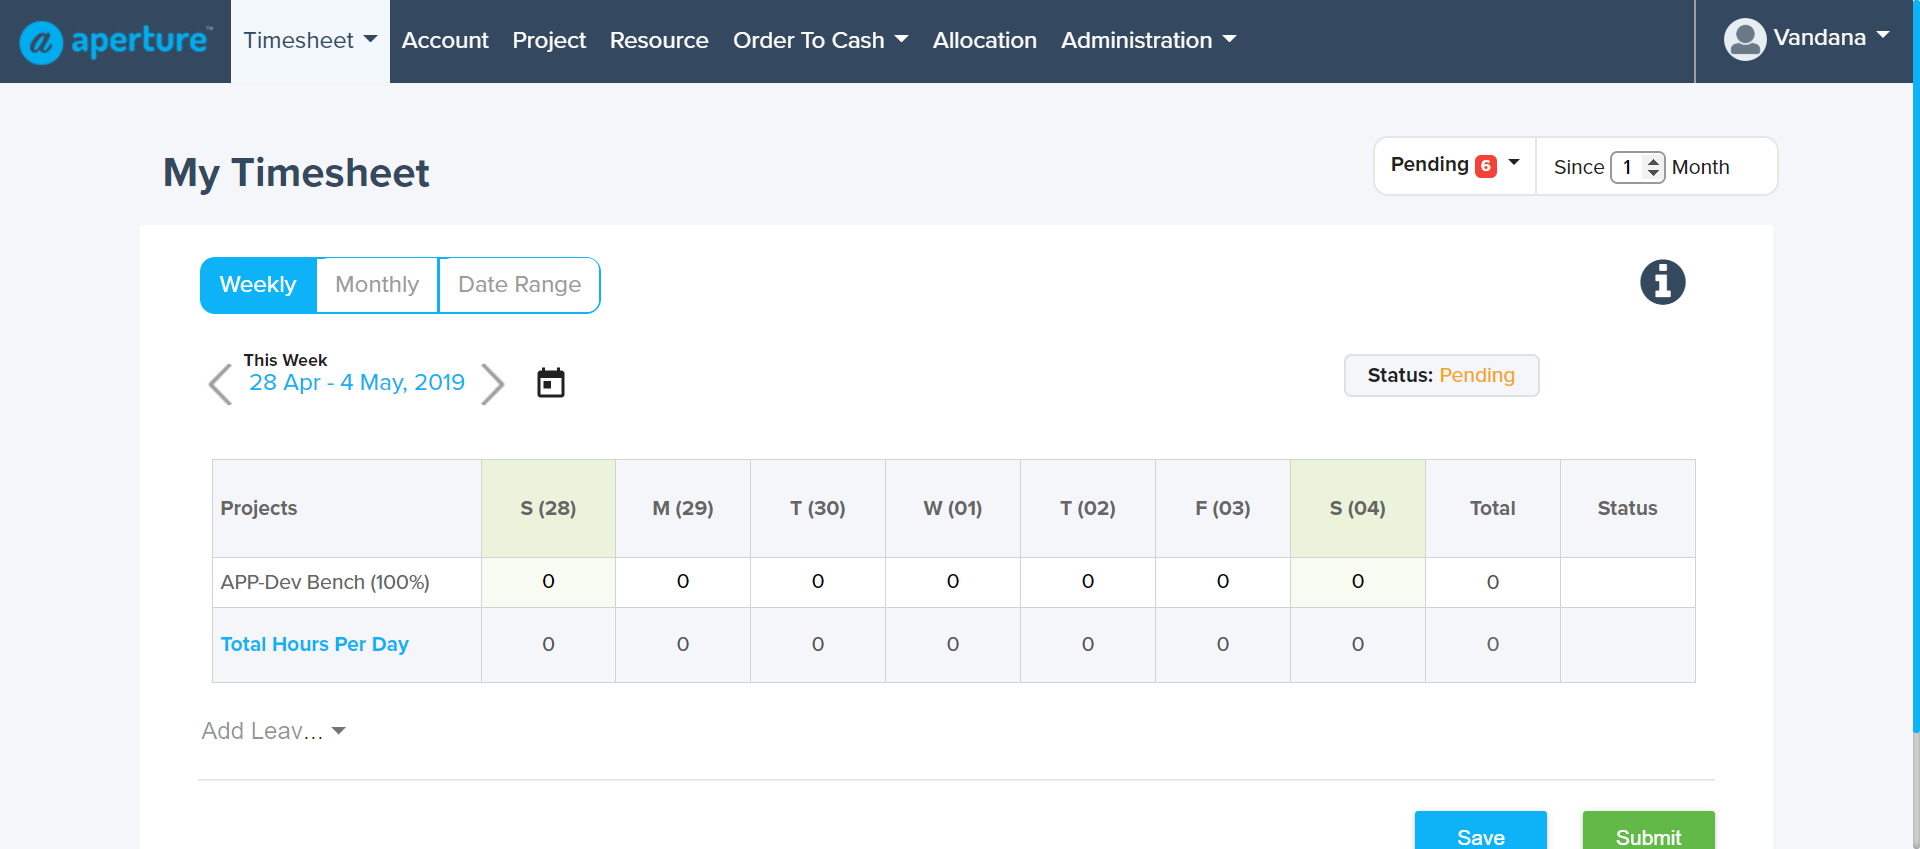 aperture™ Timesheet Account Project Resource Order To Cash Allocation Administration Vandana
My Timesheet
Pending 6 Since 1 Month
Weekly Monthly Date Range
This Week
28 Apr - 4 May, 2019
Status: Pending
Projects S (28) M (29) T (30) W (01) T (02) F (03) S (04) Total Status
APP-Dev Bench (100%) 0 0 0 0 0 0 0 0
Total Hours Per Day 0 0 0 0 0 0 0 0
Add Leav...
Save Submit